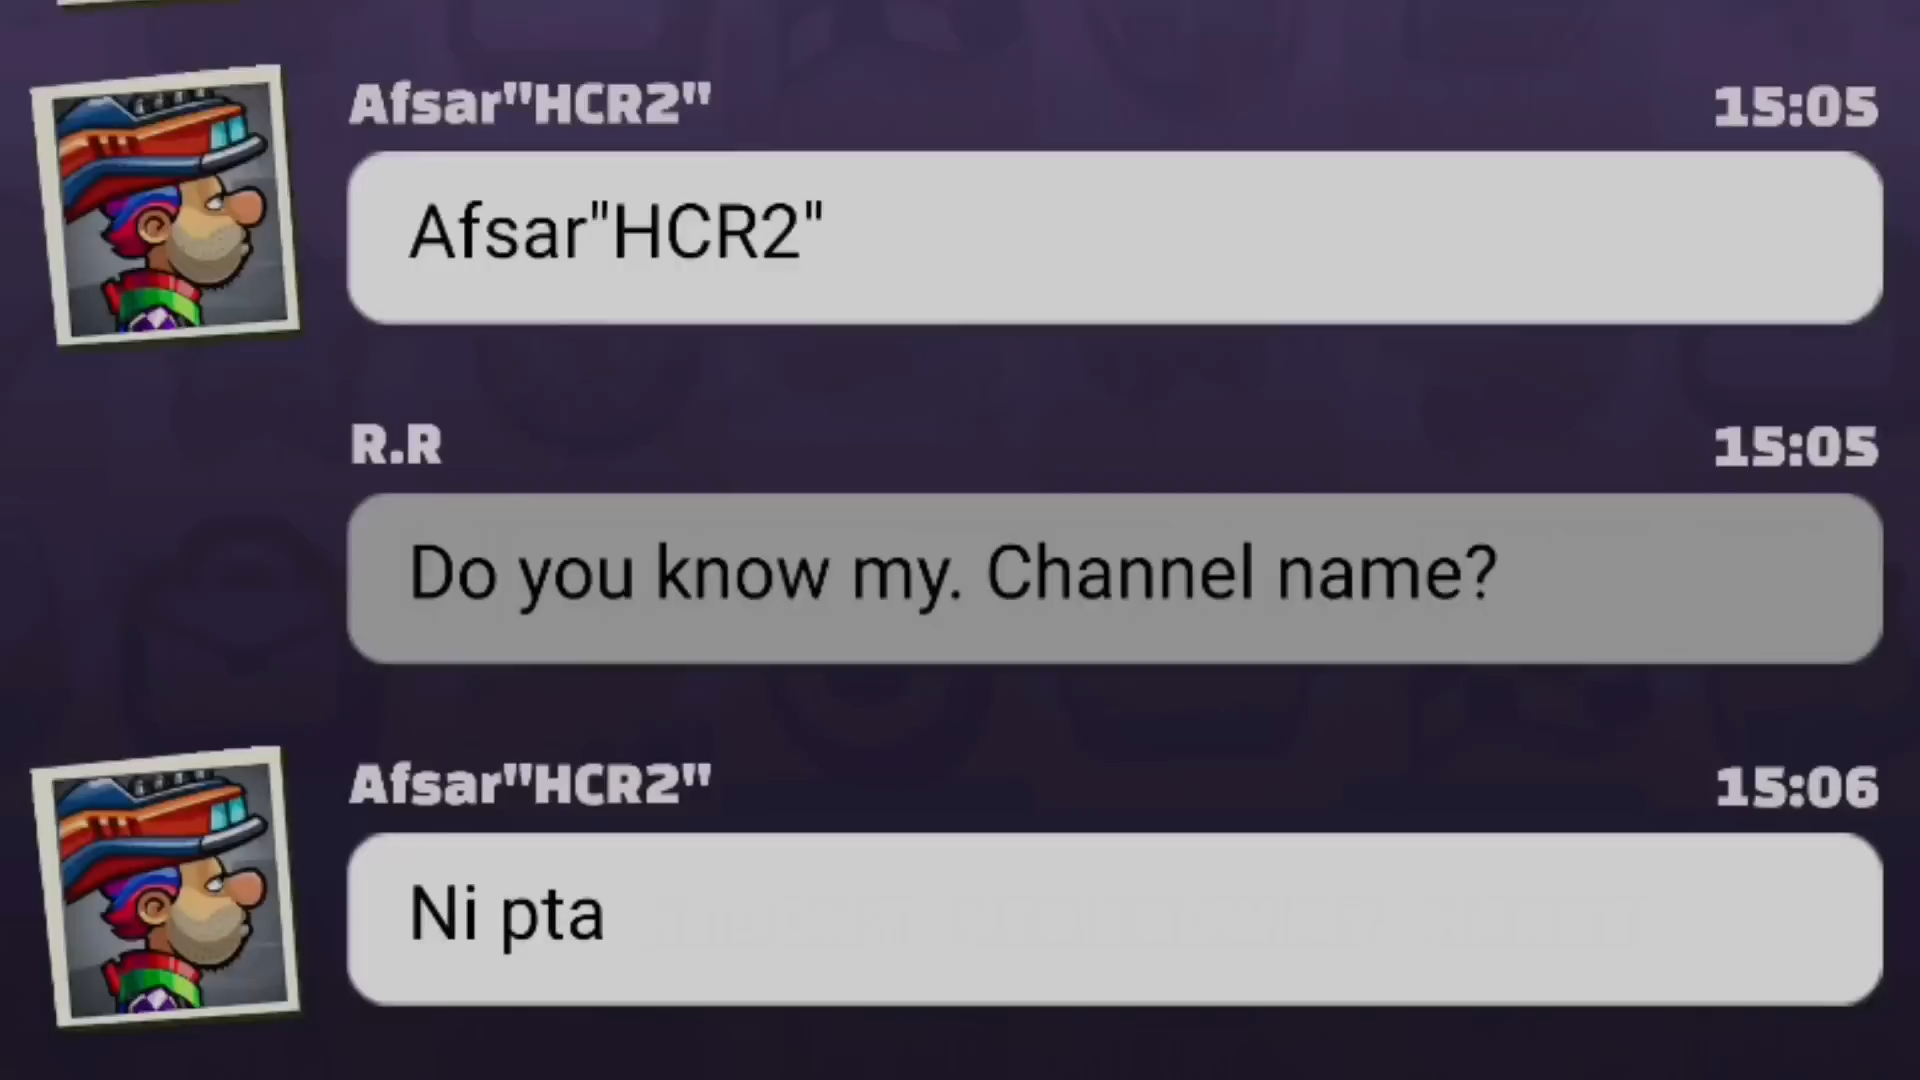 Afsar"HCR2" 15:05
Afsar"HCR2"
R.R 15:05
Do you know my. Channel name?
Afsar"HCR2" 15:06
Ni pta